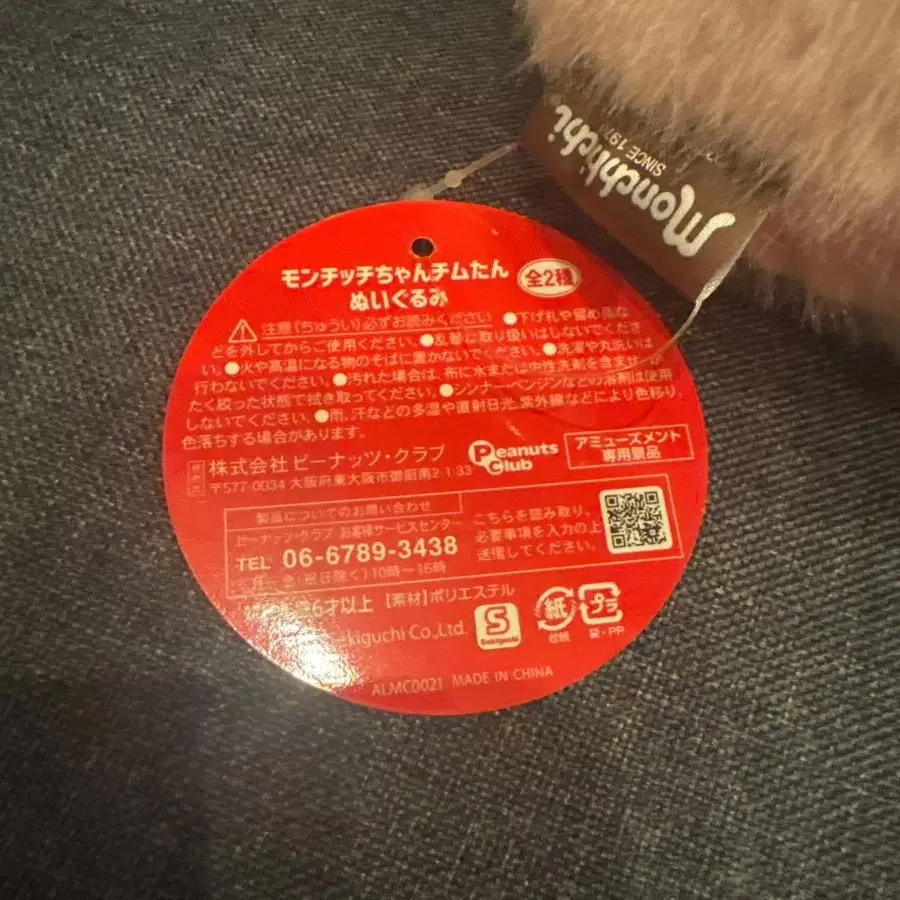 Monchhichi
SINCE 197
モンチッチちゃんチムたん
ぬいぐるみ
全2種
注意(ちゅうい)必ずお読みください ●下げ札や留め具な
どを外してからご使用ください。●乱暴な取り扱いはしないでくださ
い。●火や高温になる物のそばに置かないでください。●洗濯や丸洗いは
行わないでください。●汚れた場合は、布に水または中性洗剤を含ませ
たく絞った状態で拭き取ってください。●シンナー・ベンジンなどの溶剤は使用
しないでください。●雨、汗などの多湿や直射日光、紫外線などにより色移り、
色落ちする場合があります。
株式会社ピーナッツ・クラブ
〒577-0034 大阪府東大阪市御厨南2-1-33
Peanuts Club
アミューズメント
専用景品
製品についてのお問い合わせ
ピーナッツ・クラブ お客様サービスセンター
TEL 06-6789-3438
月 金(祝日除く)10時〜16時
こちらを読み取り、
必要事項を入力の上
送信してください。
6才以上 【素材】ポリエステル
kiguchi Co.,Ltd.
S Sekiguchi
紙
プラ
袋・PP
ALMC0021 MADE IN CHINA